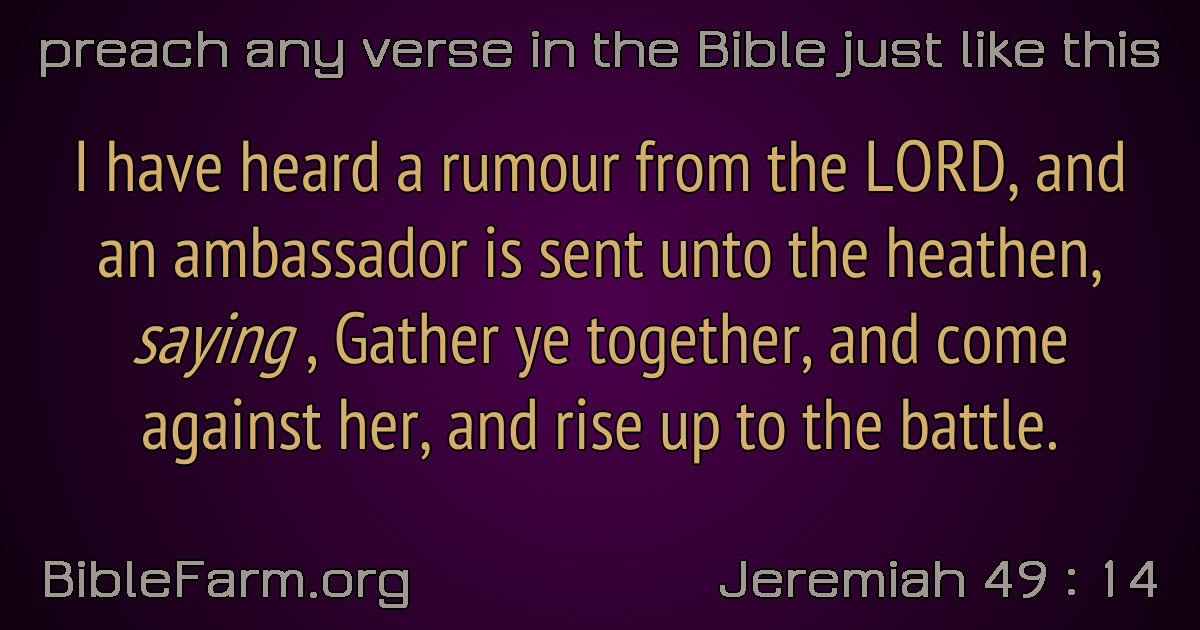 preach any verse in the Bible just like this
I have heard a rumour from the LORD, and
an ambassador is sent unto the heathen,
saying , Gather ye together, and come
against her, and rise up to the battle.
BibleFarm.org
Jeremiah 49 : 14